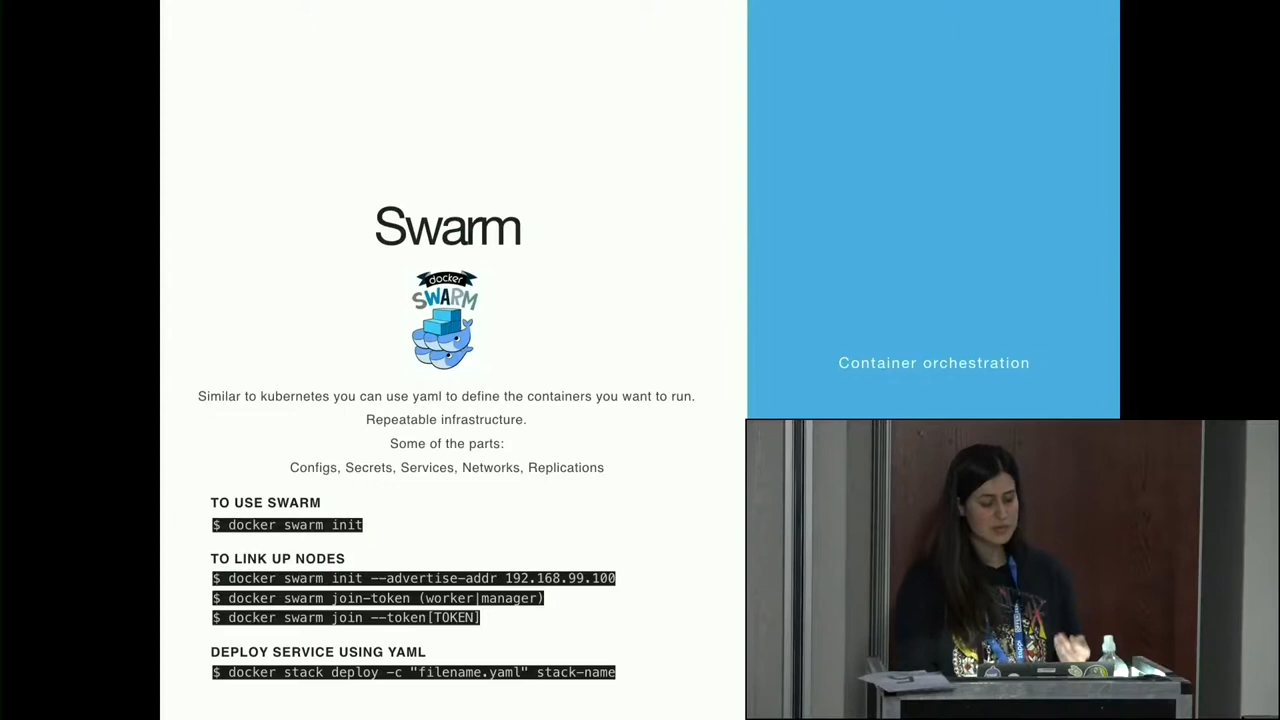 Swarm
docker
SWARM
Similar to kubernetes you can use yaml to define the containers you want to run.
Repeatable infrastructure.
Some of the parts:
Configs, Secrets, Services, Networks, Replications
TO USE SWARM
$ docker swarm init
TO LINK UP NODES
$ docker swarm init --advertise-addr 192.168.99.100
$ docker swarm join-token (worker|manager)
$ docker swarm join --token[TOKEN]
DEPLOY SERVICE USING YAML
$ docker stack deploy -c "filename.yaml" stack-name
Container orchestration